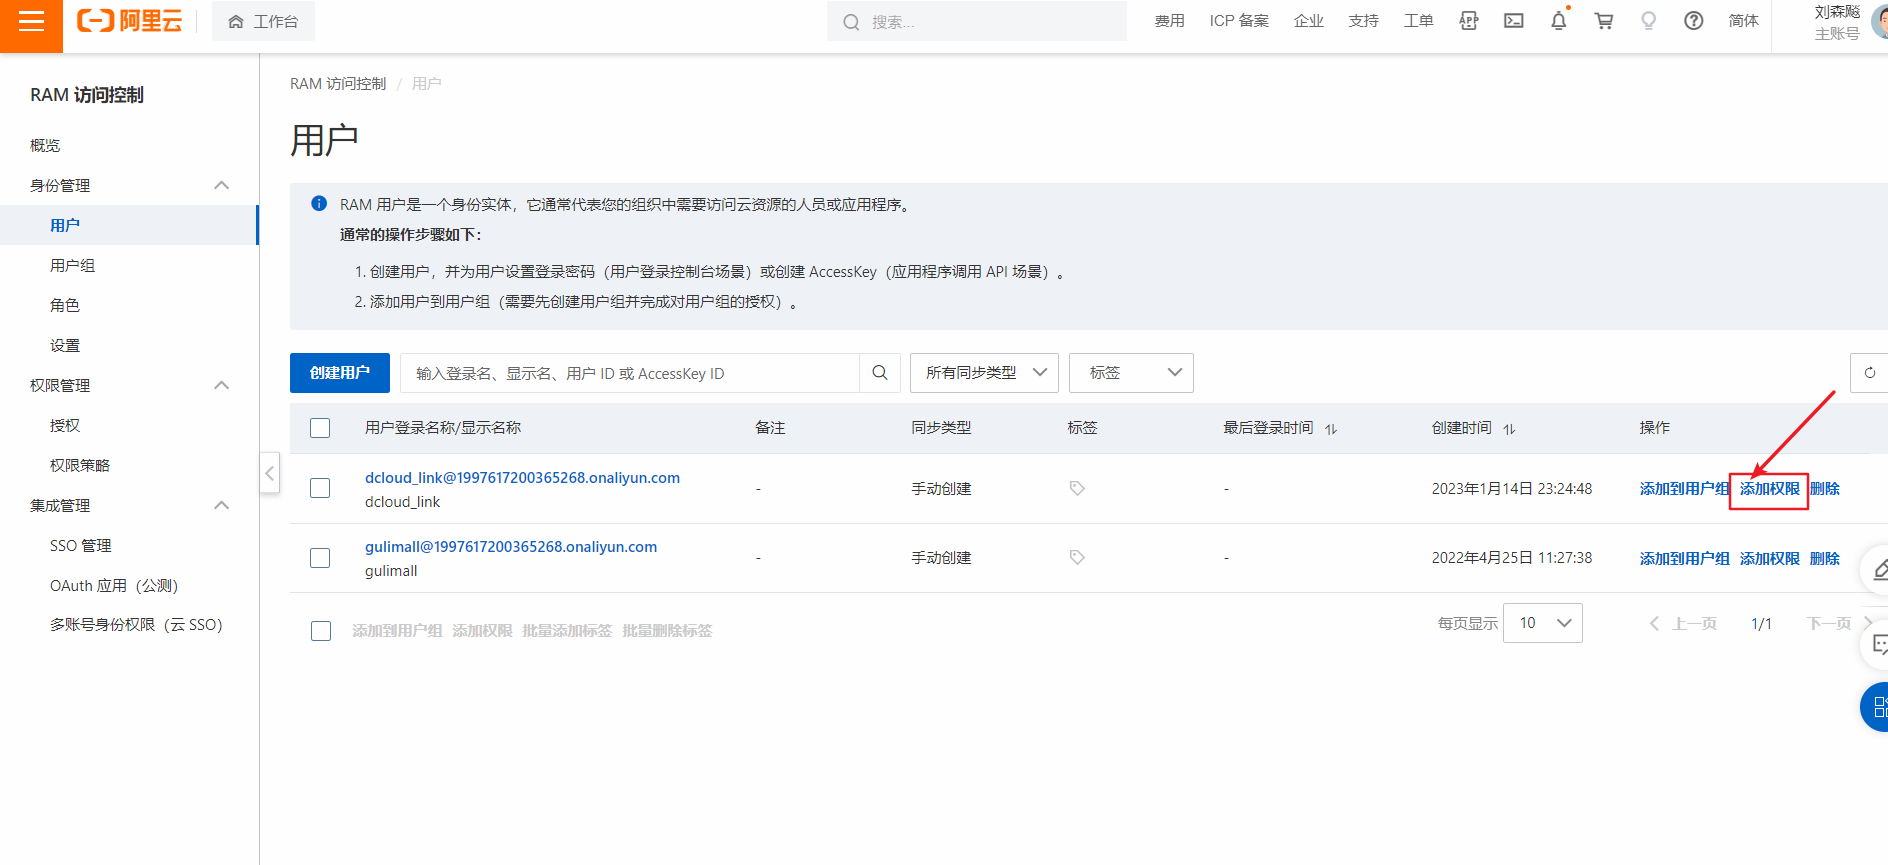 阿里云
工作台
搜索...
费用
ICP 备案
企业
支持
工单
APP
简体
刘森飚
主账号
RAM 访问控制
概览
身份管理
用户
用户组
角色
设置
权限管理
授权
权限策略
集成管理
SSO 管理
OAuth 应用（公测）
多账号身份权限（云 SSO）
RAM 访问控制 / 用户
用户
RAM 用户是一个身份实体，它通常代表您的组织中需要访问云资源的人员或应用程序。
通常的操作步骤如下：
1. 创建用户，并为用户设置登录密码（用户登录控制台场景）或创建 AccessKey（应用程序调用 API 场景）。
2. 添加用户到用户组（需要先创建用户组并完成对用户组的授权）。
创建用户
输入登录名、显示名、用户 ID 或 AccessKey ID
所有同步类型
标签
用户登录名称/显示名称 备注 同步类型 标签 最后登录时间 创建时间 操作
dcloud_link@1997617200365268.onaliyun.com
dcloud_link
- 手动创建 - 2023年1月14日 23:24:48 添加到用户组 添加权限 删除
gulimall@1997617200365268.onaliyun.com
gulimall
- 手动创建 - 2022年4月25日 11:27:38 添加到用户组 添加权限 删除
添加到用户组 添加权限 批量添加标签 批量删除标签
每页显示 10 上一页 1/1 下一页